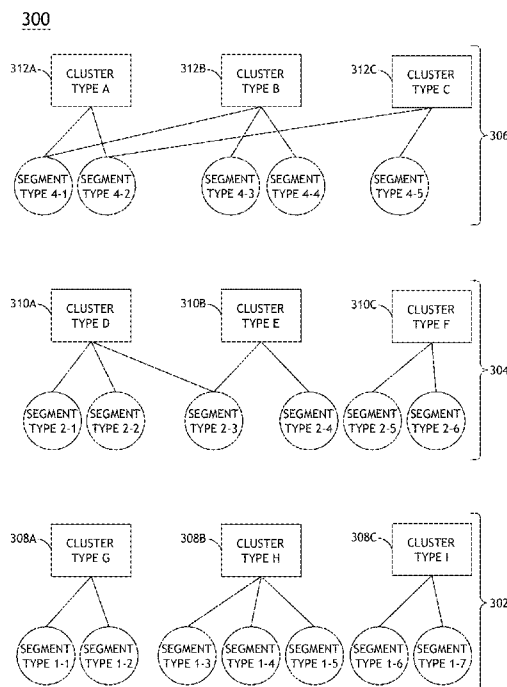 300
312A
CLUSTER
TYPE A
312B
CLUSTER
TYPE B
312C
CLUSTER
TYPE C
306
SEGMENT
TYPE 4-1
SEGMENT
TYPE 4-2
SEGMENT
TYPE 4-3
SEGMENT
TYPE 4-4
SEGMENT
TYPE 4-5
310A
CLUSTER
TYPE D
310B
CLUSTER
TYPE E
310C
CLUSTER
TYPE F
304
SEGMENT
TYPE 2-1
SEGMENT
TYPE 2-2
SEGMENT
TYPE 2-3
SEGMENT
TYPE 2-4
SEGMENT
TYPE 2-5
SEGMENT
TYPE 2-6
308A
CLUSTER
TYPE G
308B
CLUSTER
TYPE H
308C
CLUSTER
TYPE I
302
SEGMENT
TYPE 1-1
SEGMENT
TYPE 1-2
SEGMENT
TYPE 1-3
SEGMENT
TYPE 1-4
SEGMENT
TYPE 1-5
SEGMENT
TYPE 1-6
SEGMENT
TYPE 1-7